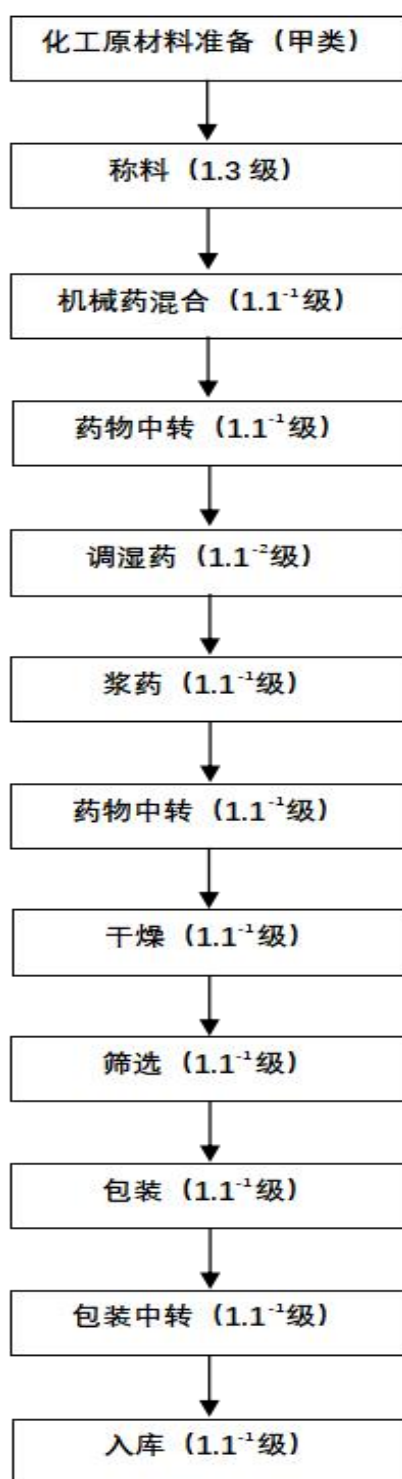 化工原材料准备（甲类）
称料（1.3 级）
机械药混合（1.1⁻¹级）
药物中转（1.1⁻¹级）
调湿药（1.1⁻²级）
浆药（1.1⁻¹级）
药物中转（1.1⁻¹级）
干燥（1.1⁻¹级）
筛选（1.1⁻¹级）
包装（1.1⁻¹级）
包装中转（1.1⁻¹级）
入库（1.1⁻¹级）